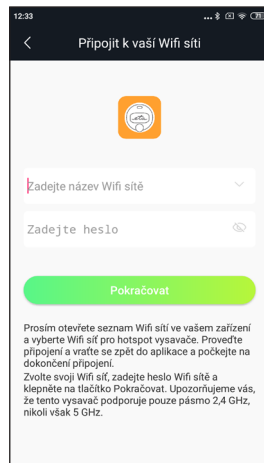 12:33
Připojit k vaší Wifi síti
Zadejte název Wifi sítě
Zadejte heslo
Pokračovat
Prosím otevřete seznam Wifi sítí ve vašem zařízení
a vyberte Wifi síť pro hotspot vysavače. Proveďte
připojení a vraťte se zpět do aplikace a počkejte na
dokončení připojení.
Zvolte svoji Wifi síť, zadejte heslo Wifi sítě a
klepněte na tlačítko Pokračovat. Upozorňujeme vás,
že tento vysavač podporuje pouze pásmo 2,4 GHz,
nikoli však 5 GHz.